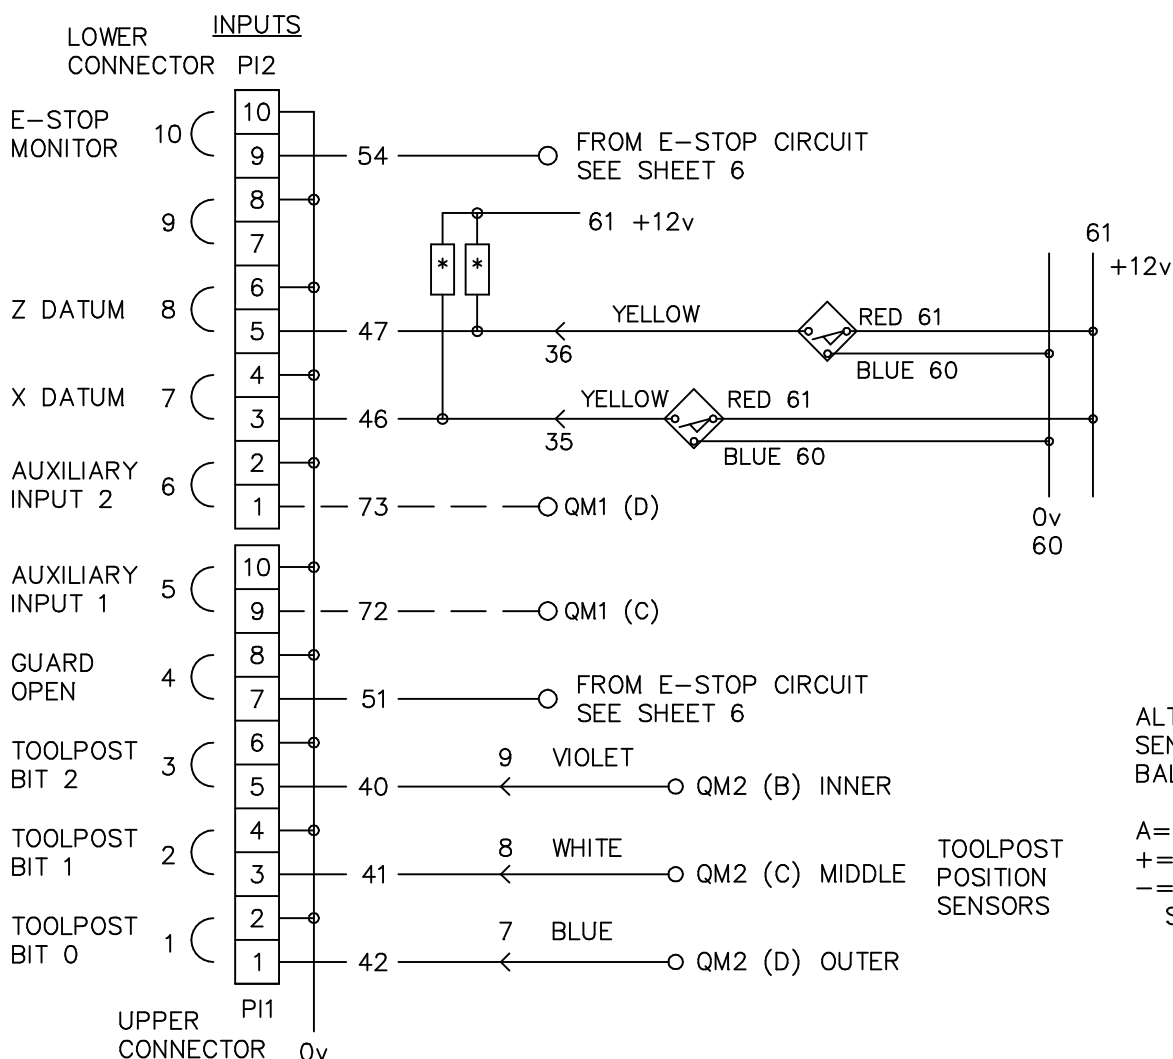 INPUTS
LOWER
CONNECTOR PI2
E-STOP
MONITOR
10
10
9
54
FROM E-STOP CIRCUIT
SEE SHEET 6
9
8
7
61 +12v
61
+12v
* *
Z DATUM 8
6
5
47
36
YELLOW
RED 61
BLUE 60
X DATUM 7
4
3
46
35
YELLOW
RED 61
BLUE 60
AUXILIARY
INPUT 2
6
2
1
73
QM1 (D)
0v
60
AUXILIARY
INPUT 1
5
10
9
72
QM1 (C)
GUARD
OPEN
4
8
7
51
FROM E-STOP CIRCUIT
SEE SHEET 6
TOOLPOST
BIT 2
3
6
5
40
9 VIOLET
QM2 (B) INNER
TOOLPOST
BIT 1
2
4
3
41
8 WHITE
QM2 (C) MIDDLE
TOOLPOST
POSITION
SENSORS
TOOLPOST
BIT 0
1
2
1
42
7 BLUE
QM2 (D) OUTER
PI1
UPPER
CONNECTOR 0v
ALT
SEN
BAL
A=
+=
-=
S